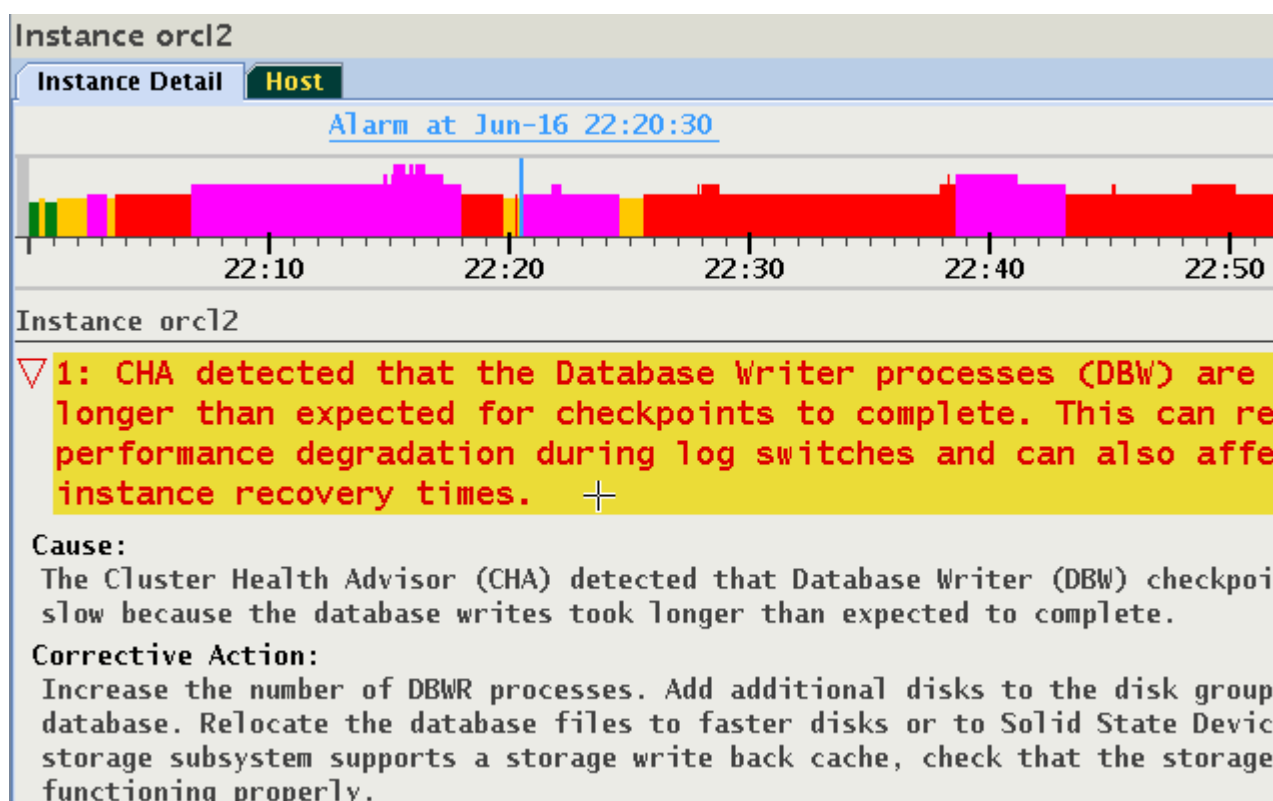 Instance orcl2
Instance Detail Host
Alarm at Jun-16 22:20:30
22:10 22:20 22:30 22:40 22:50
Instance orcl2
1: CHA detected that the Database Writer processes (DBW) are
longer than expected for checkpoints to complete. This can re
performance degradation during log switches and can also affe
instance recovery times.
Cause:
The Cluster Health Advisor (CHA) detected that Database Writer (DBW) checkpoi
slow because the database writes took longer than expected to complete.
Corrective Action:
Increase the number of DBWR processes. Add additional disks to the disk group
database. Relocate the database files to faster disks or to Solid State Devic
storage subsystem supports a storage write back cache, check that the storage
functioning properly.